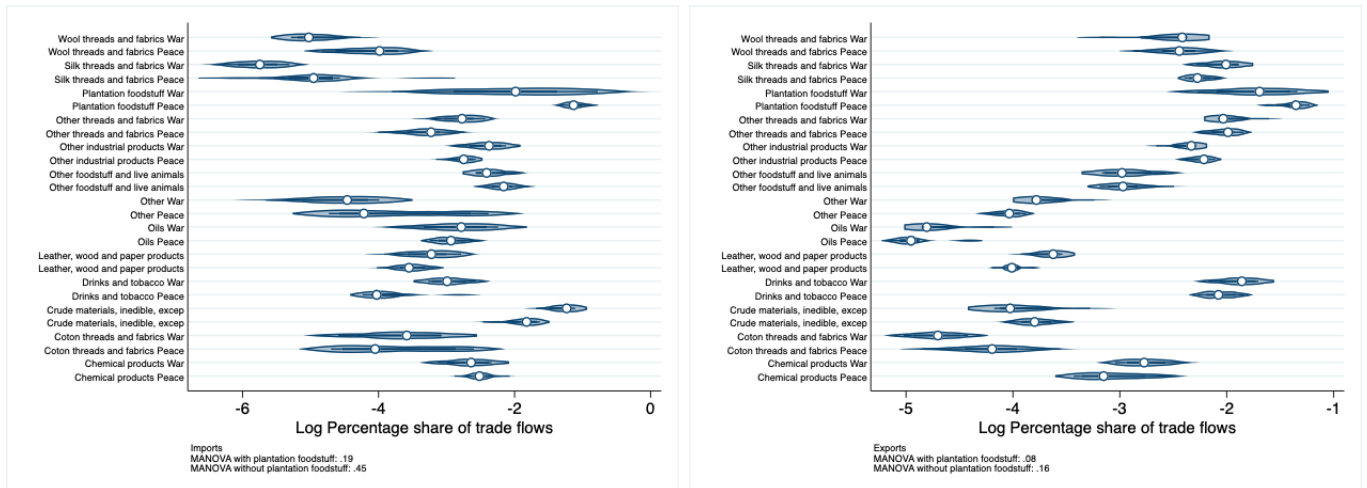 Wool threads and fabrics War
Wool threads and fabrics Peace
Silk threads and fabrics War
Silk threads and fabrics Peace
Plantation foodstuff War
Plantation foodstuff Peace
Other threads and fabrics War
Other threads and fabrics Peace
Other industrial products War
Other industrial products Peace
Other foodstuff and live animals
Other foodstuff and live animals
Other War
Other Peace
Oils War
Oils Peace
Leather, wood and paper products
Leather, wood and paper products
Drinks and tobacco War
Drinks and tobacco Peace
Crude materials, inedible, excep
Crude materials, inedible, excep
Coton threads and fabrics War
Coton threads and fabrics Peace
Chemical products War
Chemical products Peace
-6 -4 -2 0
Log Percentage share of trade flows
Imports
MANOVA with plantation foodstuff: .19
MANOVA without plantation foodstuff: .45
Wool threads and fabrics War
Wool threads and fabrics Peace
Silk threads and fabrics War
Silk threads and fabrics Peace
Plantation foodstuff War
Plantation foodstuff Peace
Other threads and fabrics War
Other threads and fabrics Peace
Other industrial products War
Other industrial products Peace
Other foodstuff and live animals
Other foodstuff and live animals
Other War
Other Peace
Oils War
Oils Peace
Leather, wood and paper products
Leather, wood and paper products
Drinks and tobacco War
Drinks and tobacco Peace
Crude materials, inedible, excep
Crude materials, inedible, excep
Coton threads and fabrics War
Coton threads and fabrics Peace
Chemical products War
Chemical products Peace
-5 -4 -3 -2 -1
Log Percentage share of trade flows
Exports
MANOVA with plantation foodstuff: .08
MANOVA without plantation foodstuff: .16